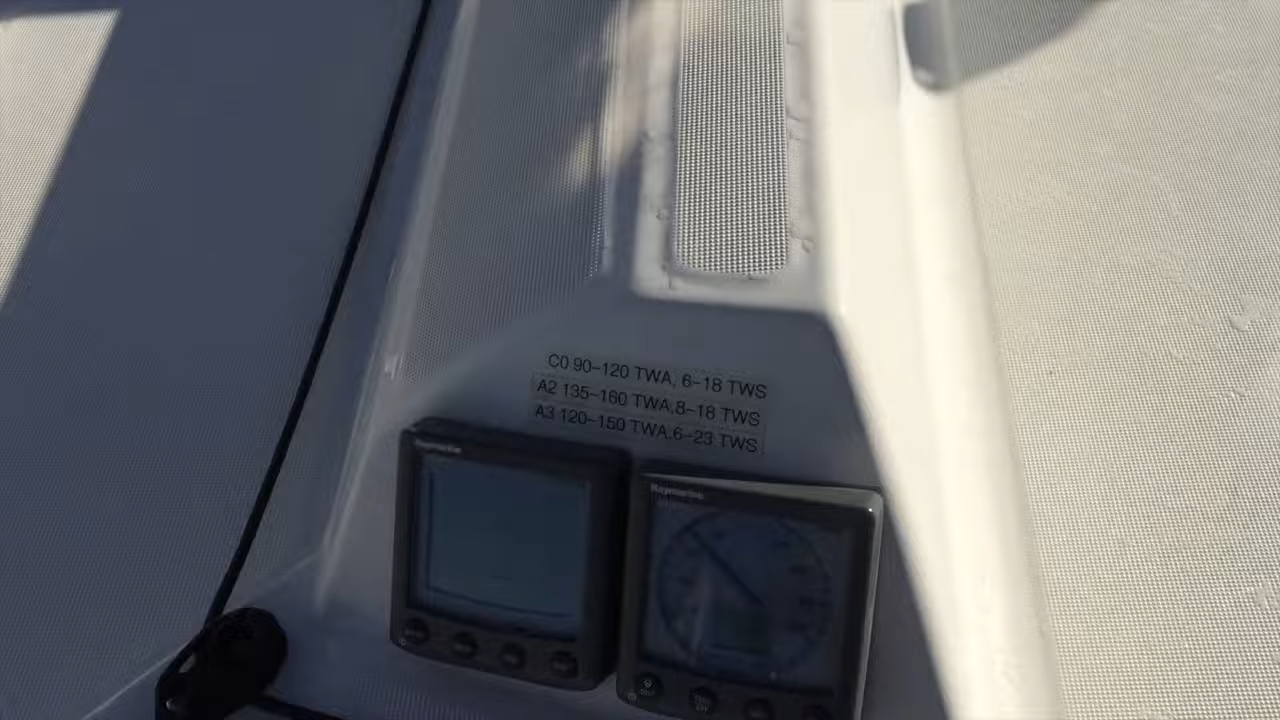 C0 90–120 TWA, 6–18 TWS
A2 135–160 TWA,8–18 TWS
A3 120–150 TWA,6–23 TWS
Raymarine